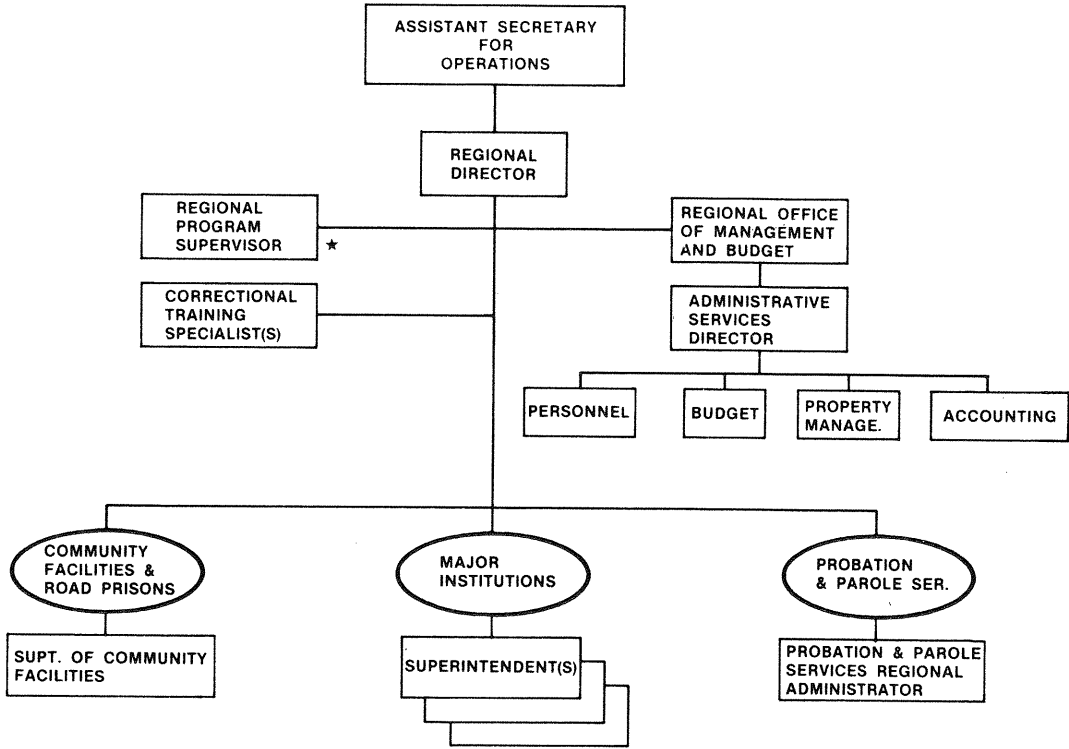 ASSISTANT SECRETARY
FOR
OPERATIONS
REGIONAL
DIRECTOR
REGIONAL
PROGRAM
SUPERVISOR ★
REGIONAL OFFICE
OF MANAGEMENT
AND BUDGET
CORRECTIONAL
TRAINING
SPECIALIST(S)
ADMINISTRATIVE
SERVICES
DIRECTOR
PERSONNEL
BUDGET
PROPERTY
MANAGE.
ACCOUNTING
COMMUNITY
FACILITIES &
ROAD PRISONS
MAJOR
INSTITUTIONS
PROBATION
& PAROLE SER.
SUPT. OF COMMUNITY
FACILITIES
SUPERINTENDENT(S)
PROBATION & PAROLE
SERVICES REGIONAL
ADMINISTRATOR